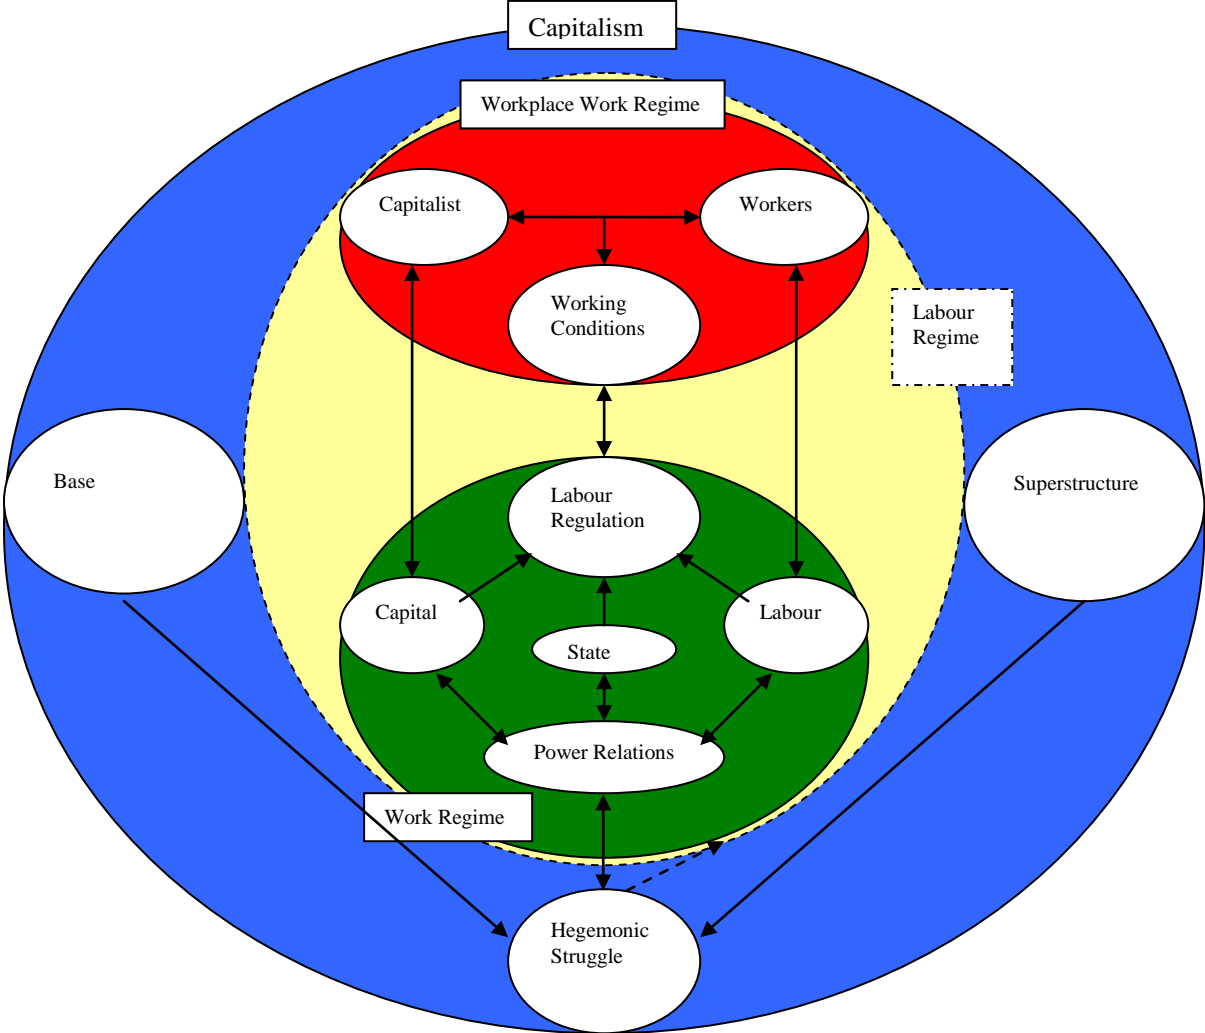 Capitalism
Workplace Work Regime
Capitalist
Workers
Working
Conditions
Labour
Regime
Base
Superstructure
Labour
Regulation
Capital
Labour
State
Power Relations
Work Regime
Hegemonic
Struggle